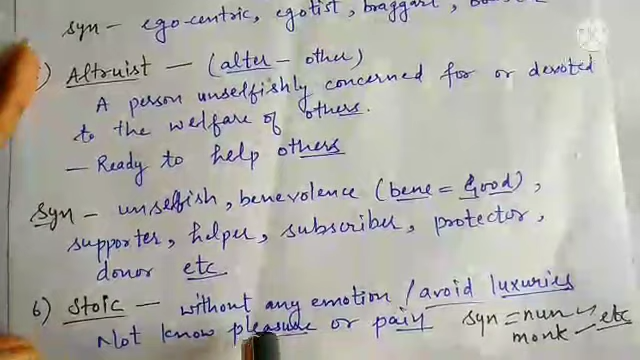 syn - ego-centric, egotist, braggart,
) Altruist - (alter - other)
A person unselfishly concerned for or devoted
to the welfare of others.
- Ready to help others
Syn - unselfish, benevolence (bene = Good),
supporter, helper, subscriber, protector,
donor etc
6) Stoic - without any emotion / avoid luxuries
Not know pleasure or pain syn = nun
monk etc